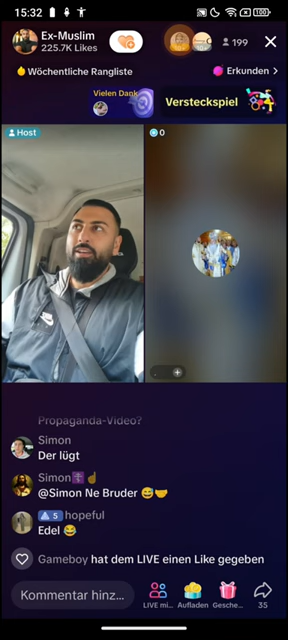 15:32
100
Ex-Muslim
225.7K Likes
199
Wöchentliche Rangliste
Erkunden >
Vielen Dank
Versteckspiel
Host
0
Propaganda-Video?
Simon
Der lügt
Simon✝️☝️
@Simon Ne Bruder 😅🤝
5 hopeful
Edel 😂
Gameboy hat dem LIVE einen Like gegeben
Kommentar hinz...
LIVE mi...
Aufladen
Gesche...
35